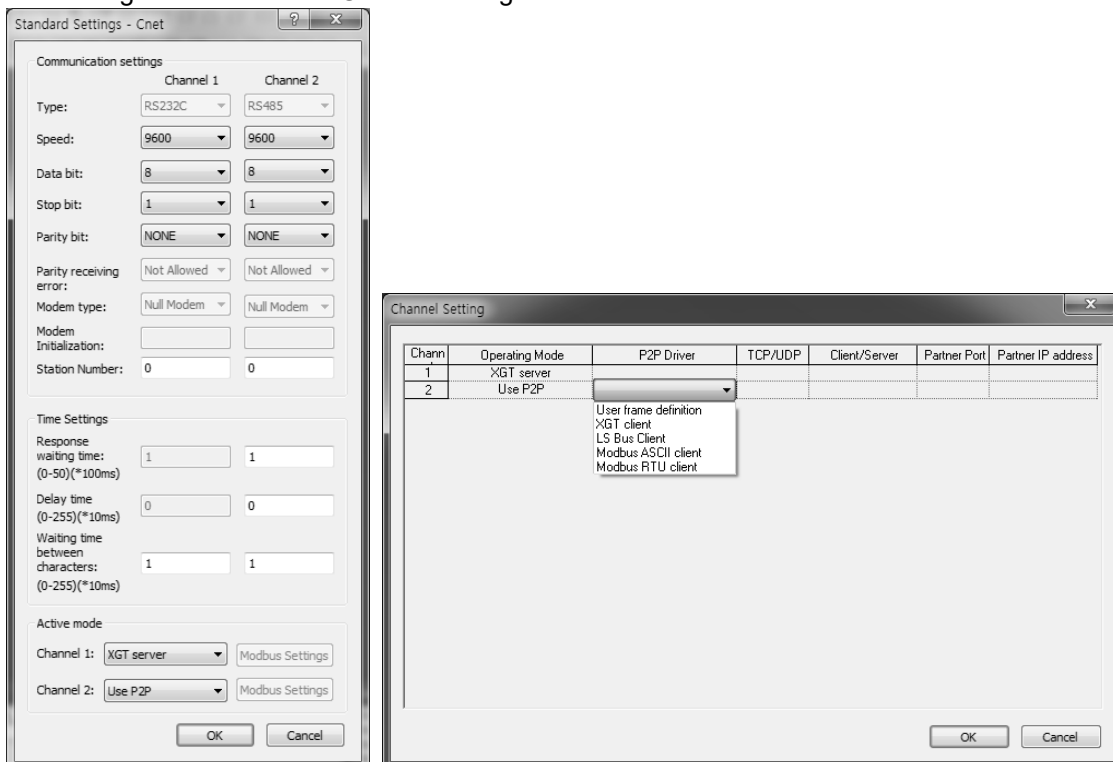 Standard Settings - Cnet
Communication settings
Channel 1 Channel 2
Type: RS232C RS485
Speed: 9600 9600
Data bit: 8 8
Stop bit: 1 1
Parity bit: NONE NONE
Parity receiving error: Not Allowed Not Allowed
Modem type: Null Modem Null Modem
Modem Initialization:
Station Number: 0 0
Time Settings
Response
waiting time: 1 1
(0-50)(*100ms)
Delay time
(0-255)(*10ms) 0 0
Waiting time
between
characters: 1 1
(0-255)(*10ms)
Active mode
Channel 1: XGT server Modbus Settings
Channel 2: Use P2P Modbus Settings
OK Cancel
Channel Setting
Chann Operating Mode P2P Driver TCP/UDP Client/Server Partner Port Partner IP address
1 XGT server
2 Use P2P
User frame definition
XGT client
LS Bus Client
Modbus ASCII client
Modbus RTU client
OK Cancel